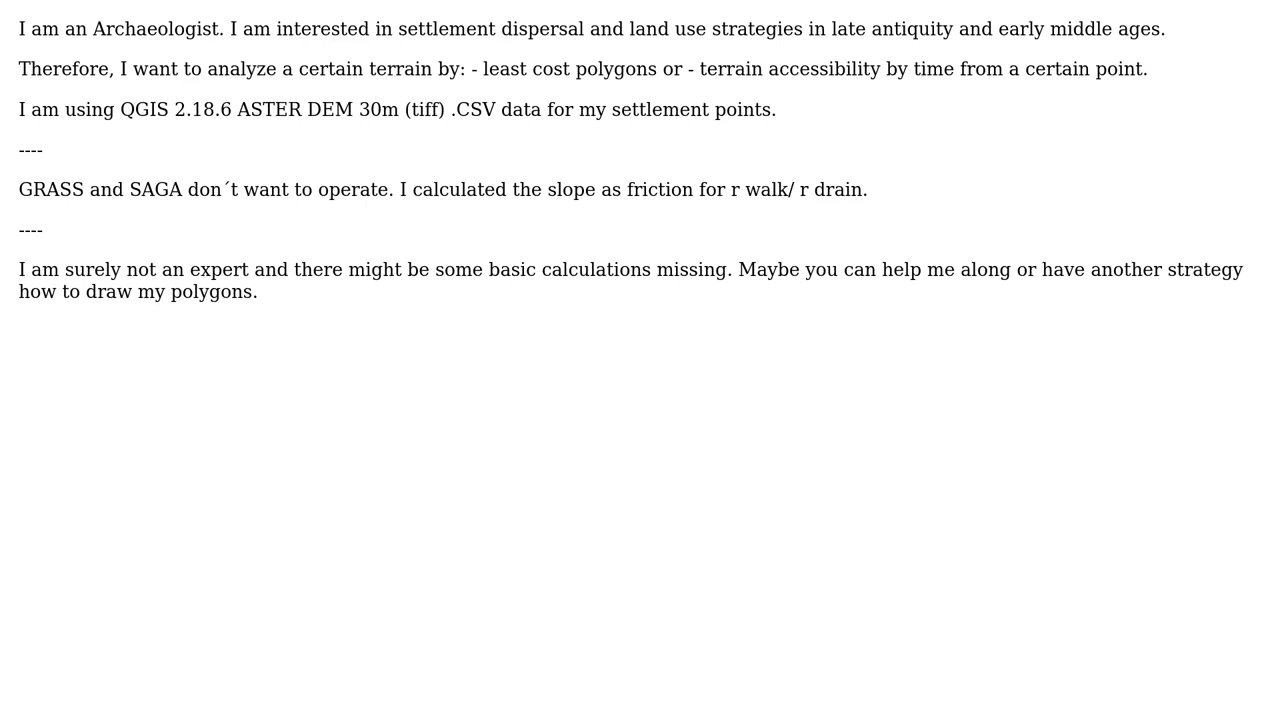 I am an Archaeologist. I am interested in settlement dispersal and land use strategies in late antiquity and early middle ages.
Therefore, I want to analyze a certain terrain by: - least cost polygons or - terrain accessibility by time from a certain point.
I am using QGIS 2.18.6 ASTER DEM 30m (tiff) .CSV data for my settlement points.
----
GRASS and SAGA don´t want to operate. I calculated the slope as friction for r walk/ r drain.
----
I am surely not an expert and there might be some basic calculations missing. Maybe you can help me along or have another strategy
how to draw my polygons.